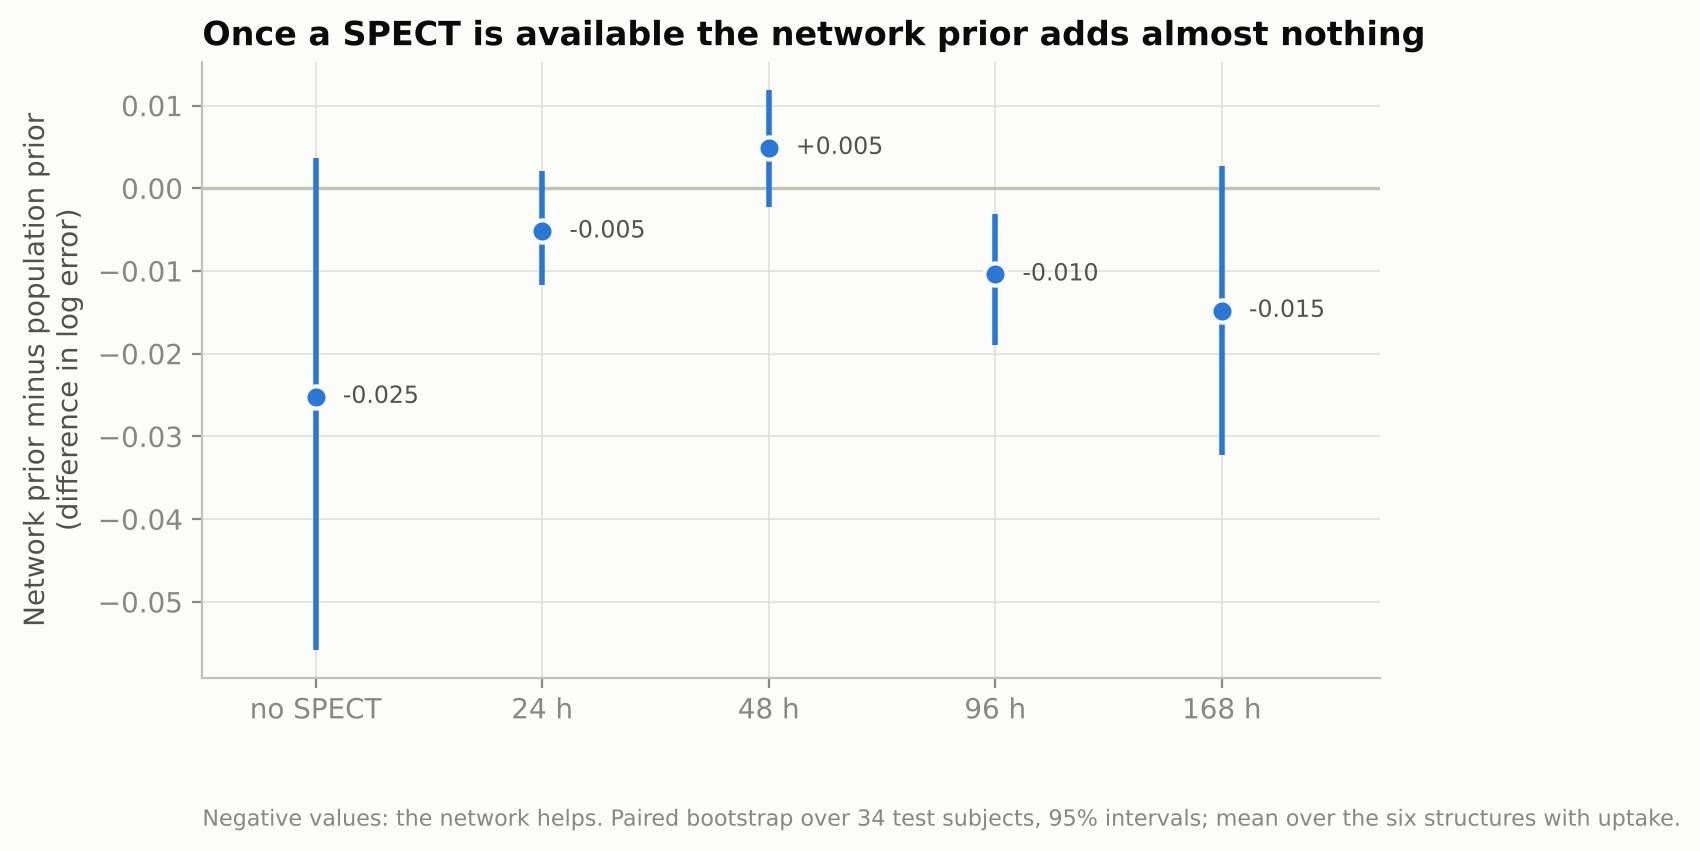 Once a SPECT is available the network prior adds almost nothing
Network prior minus population prior
(difference in log error)
0.01
0.00
−0.01
−0.02
−0.03
−0.04
−0.05
-0.025
-0.005
+0.005
-0.010
-0.015
no SPECT
24 h
48 h
96 h
168 h
Negative values: the network helps. Paired bootstrap over 34 test subjects, 95% intervals; mean over the six structures with uptake.